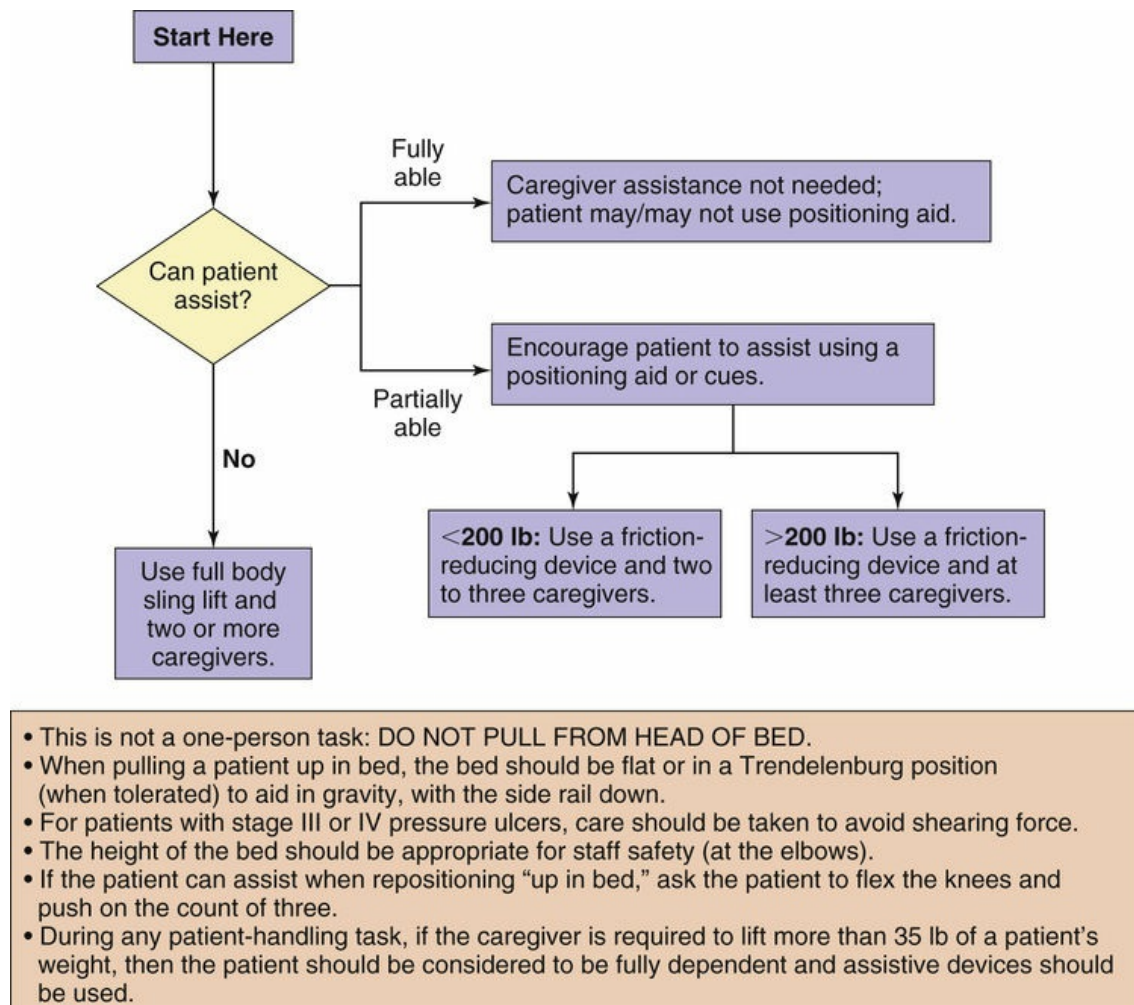 Start Here
Can patient
assist?
Fully
able
Caregiver assistance not needed;
patient may/may not use positioning aid.
Partially
able
Encourage patient to assist using a
positioning aid or cues.
<200 lb: Use a friction-
reducing device and two
to three caregivers.
>200 lb: Use a friction-
reducing device and at
least three caregivers.
No
Use full body
sling lift and
two or more
caregivers.
• This is not a one-person task: DO NOT PULL FROM HEAD OF BED.
• When pulling a patient up in bed, the bed should be flat or in a Trendelenburg position
(when tolerated) to aid in gravity, with the side rail down.
• For patients with stage III or IV pressure ulcers, care should be taken to avoid shearing force.
• The height of the bed should be appropriate for staff safety (at the elbows).
• If the patient can assist when repositioning “up in bed,” ask the patient to flex the knees and
push on the count of three.
• During any patient-handling task, if the caregiver is required to lift more than 35 lb of a patient’s
weight, then the patient should be considered to be fully dependent and assistive devices should
be used.